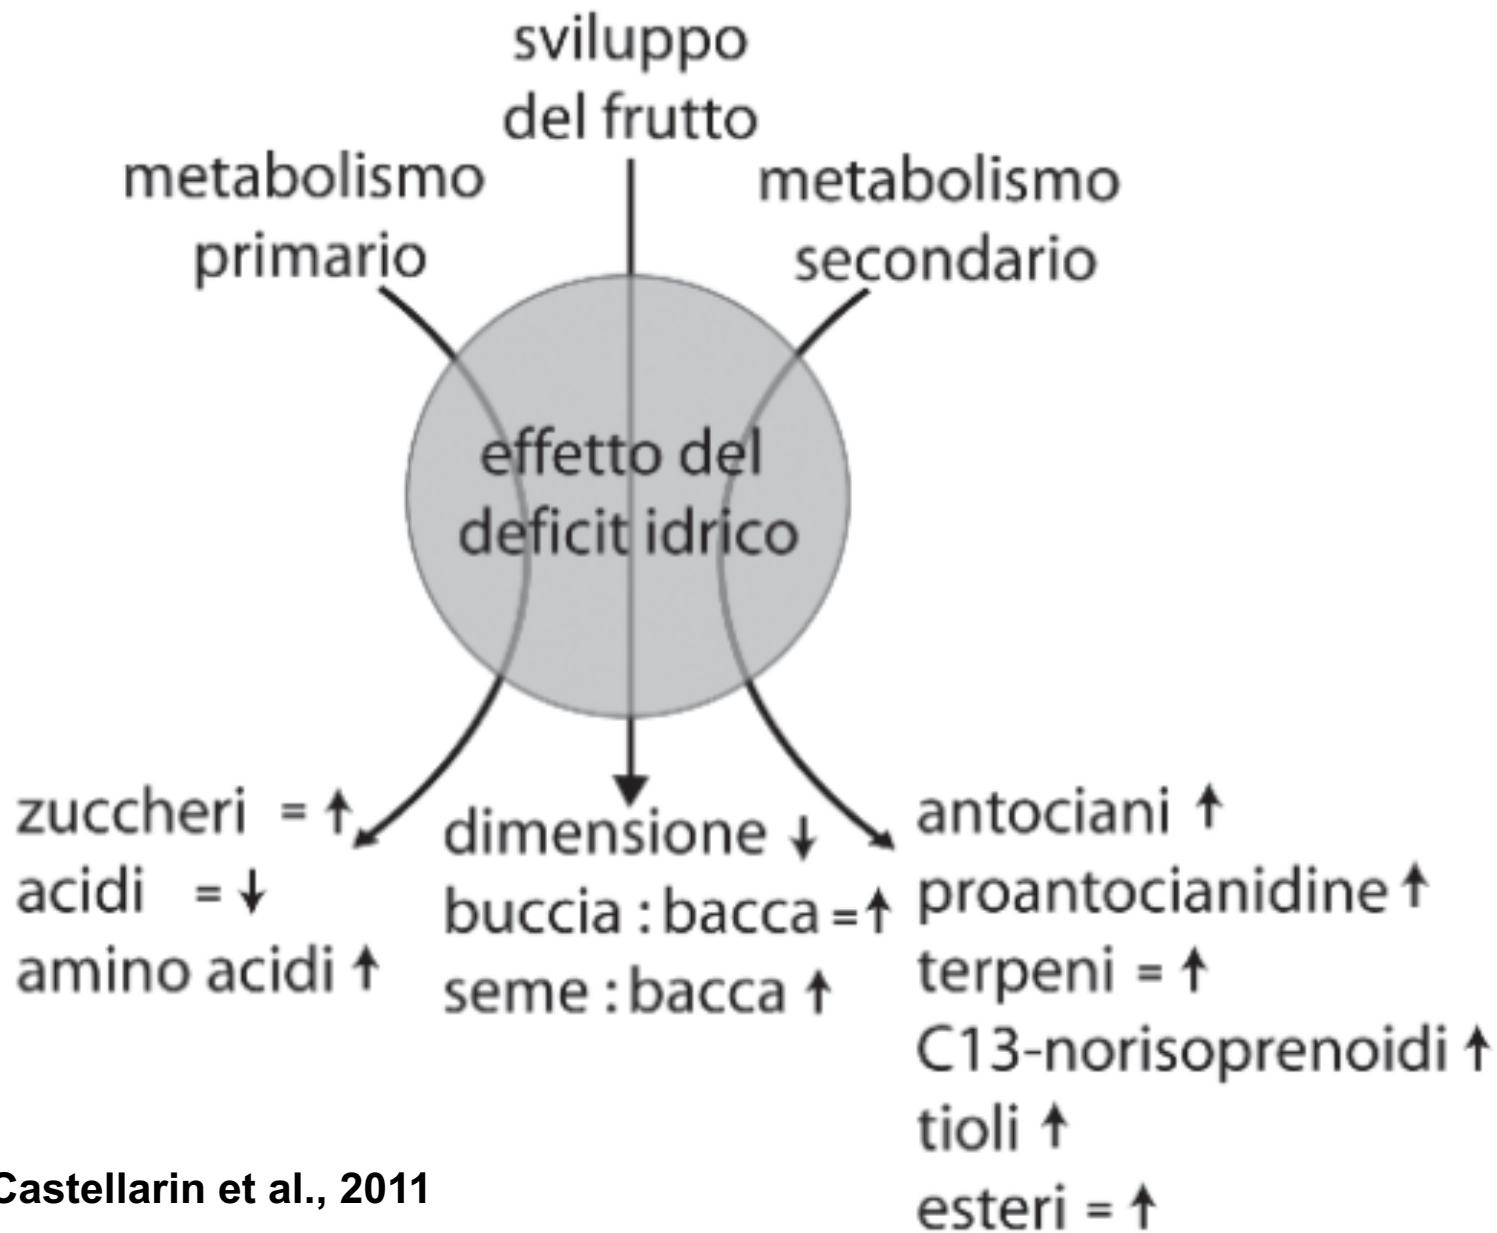 sviluppo
del frutto
metabolismo
primario
metabolismo
secondario
effetto del
deficit idrico
zuccheri = ↑
acidi = ↓
amino acidi ↑
dimensione ↓
buccia : bacca = ↑
seme : bacca ↑
antociani ↑
proantocianidine ↑
terpeni = ↑
C13-norisoprenoidi ↑
tioli ↑
esteri = ↑
Castellarin et al., 2011